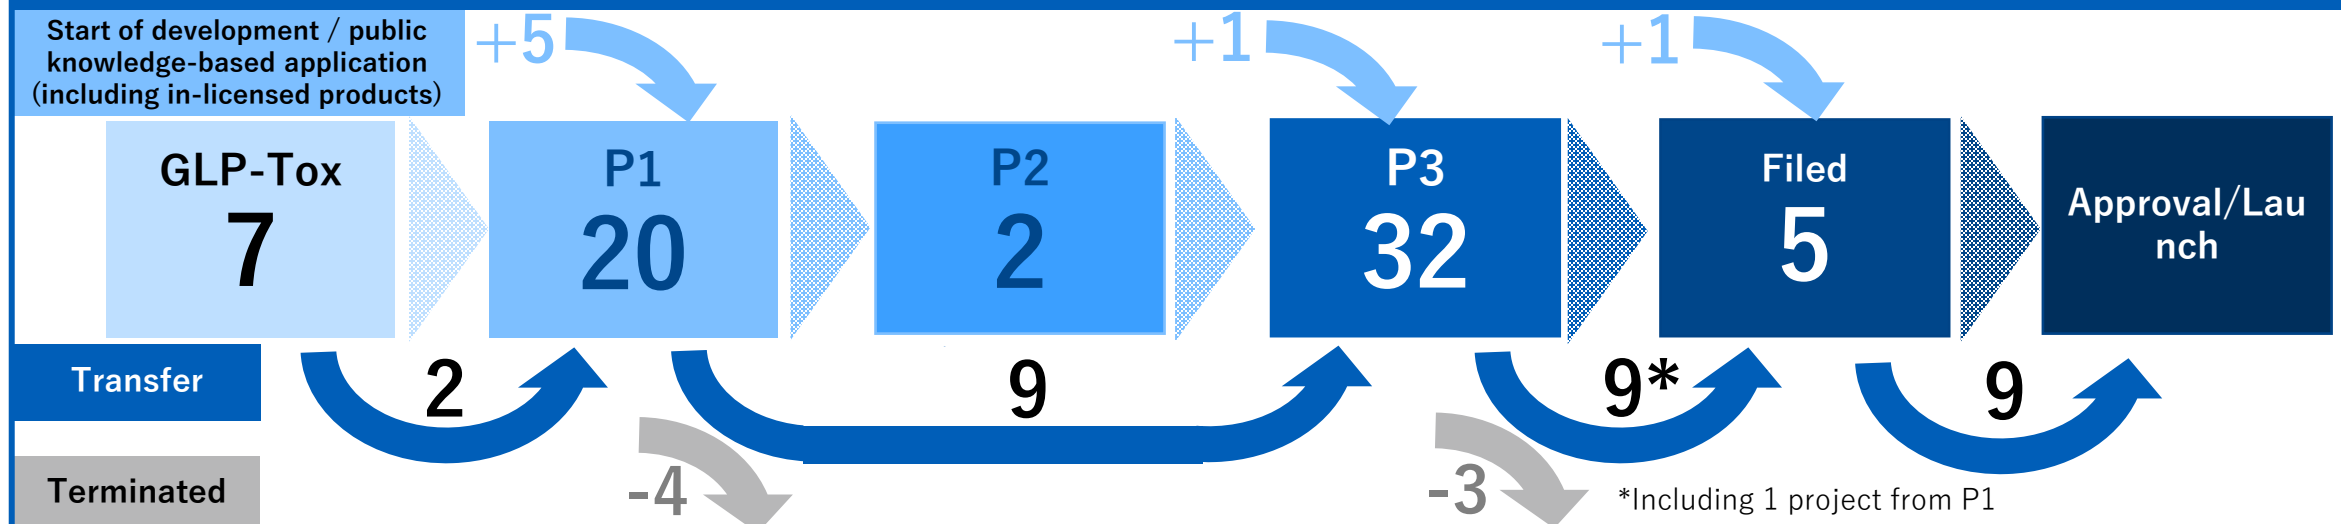 Start of development / public
knowledge-based application
(including in-licensed products)
+5
+1
+1
GLP-Tox
7
P1
20
P2
2
P3
32
Filed
5
Approval/Lau
nch
Transfer
2
9
9*
9
Terminated
-4
-3
*Including 1 project from P1